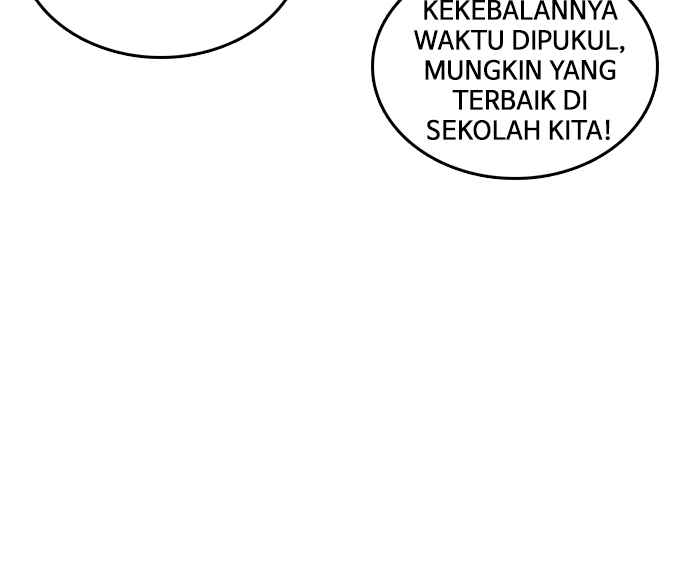 KEKEBALANNYA
WAKTU DIPUKUL,
MUNGKIN YANG
TERBAIK DI
SEKOLAH KITA!